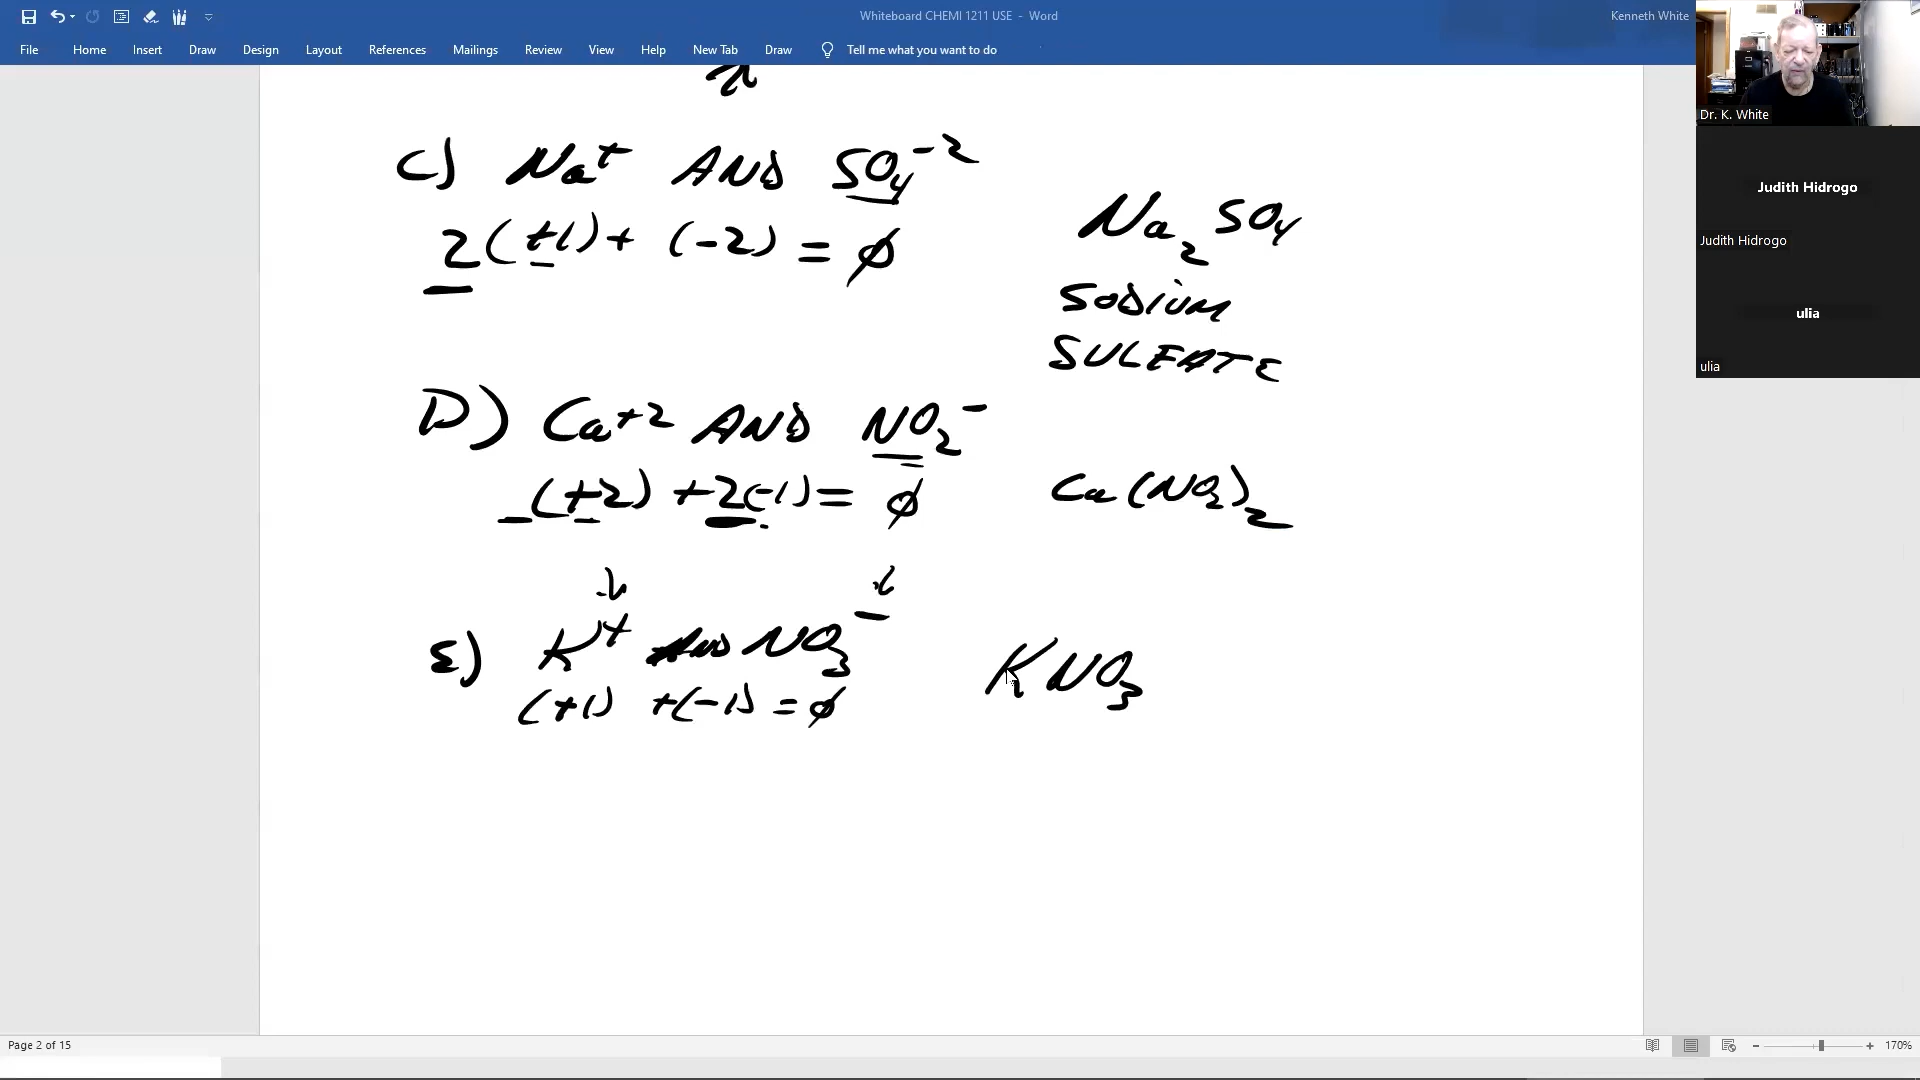 Whiteboard CHEMI 1211 USE - Word
Kenneth White
File Home Insert Draw Design Layout References Mailings Review View Help New Tab Draw Tell me what you want to do
Dr. K. White
Judith Hidrogo
Judith Hidrogo
ulia
ulia
C) Na⁺ AND SO₄⁻²
2(+1)+ (-2) = ∅
Na₂SO₄
SODIUM
SULFATE
D) Ca⁺² AND NO₂⁻
(+2) +2(-1) = ∅
Ca(NO₂)₂
E) K⁺ AND NO₃⁻
(+1) +(-1) = ∅
KNO₃
Page 2 of 15
170%